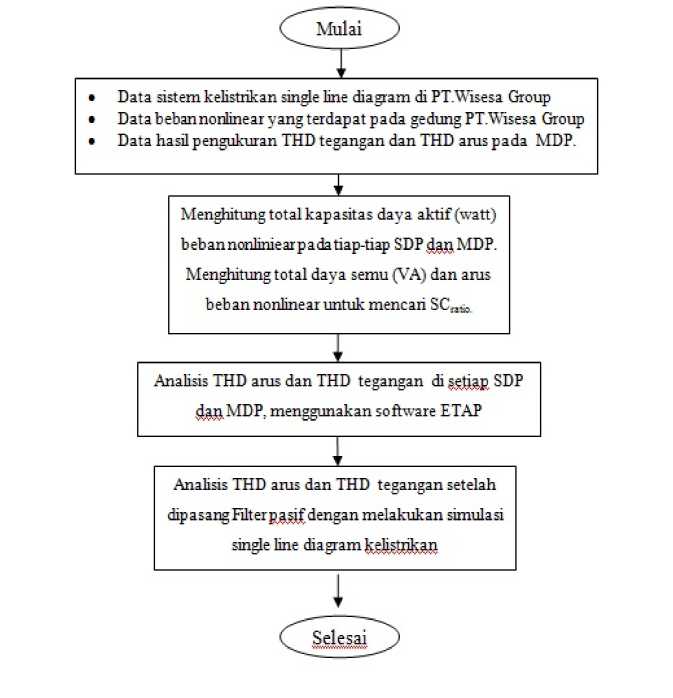 Mulai
• Data sistem kelistrikan single line diagram di PT.Wisesa Group
• Data beban nonlinear yang terdapat pada gedung PT.Wisesa Group
• Data hasil pengukuran THD tegangan dan THD arus pada MDP.
Menghitung total kapasitas daya aktif (watt)
beban nonliniear pada tiap-tiap SDP dan MDP.
Menghitung total daya semu (VA) dan arus
beban nonlinear untuk mencari SCratio.
Analisis THD arus dan THD tegangan di setiap SDP
dan MDP, menggunakan software ETAP
Analisis THD arus dan THD tegangan setelah
dipasang Filter pasif dengan melakukan simulasi
single line diagram kelistrikan
Selesai